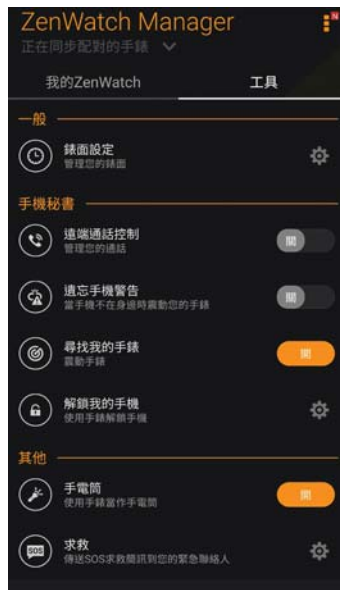 ZenWatch Manager
N
正在同步配對的手錶
我的ZenWatch
工具
一般
錶面設定
管理您的錶面
手機秘書
遠端通話控制
管理您的通話
關
遺忘手機警告
當手機不在身邊時震動您的手錶
關
尋找我的手錶
震動手錶
開
解鎖我的手機
使用手錶解鎖手機
其他
手電筒
使用手錶當作手電筒
開
SOS
求救
傳送SOS求救簡訊到您的緊急聯絡人